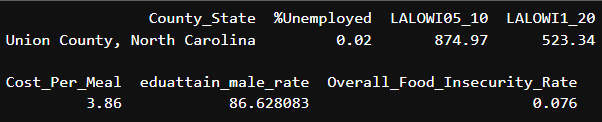 County_State %Unemployed LALOWI05_10 LALOWI1_20
Union County, North Carolina 0.02 874.97 523.34
Cost_Per_Meal eduattain_male_rate Overall_Food_Insecurity_Rate
3.86 86.628083 0.076